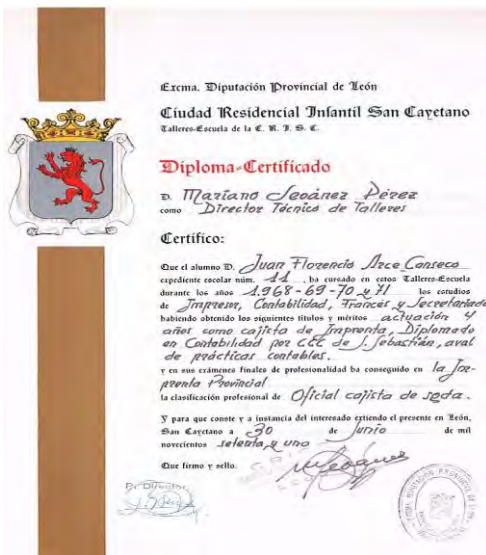 Excma. Diputación Provincial de León
Ciudad Residencial Infantil San Cayetano
Talleres-Escuela de la C. R. I. S. C.
Diploma-Certificado
D. Mariano Seoánez Pérez
como Director Técnico de Talleres
Certifico:
Que el alumno D. Juan Florencio Arce Canseco
expediente escolar núm. 11, ha cursado en estos Talleres-Escuela
durante los años 1.968-69-70 y 71 los estudios
de Impresor, Contabilidad, Francés y Secretariado
habiendo obtenido los siguientes títulos y méritos actuación 4
años como cajista de Imprenta, Diplomado
en Contabilidad por CCC de S. Sebastián, aval
de prácticas contables.
y en sus exámenes finales de profesionalidad ha conseguido en la Im-
prenta Provincial
la clasificación profesional de Oficial cajista de
Y para que conste y a instancia del interesado extiendo el presente en León,
San Cayetano a 30 de Junio de mil
novecientos setenta y uno
Que firmo y sello.